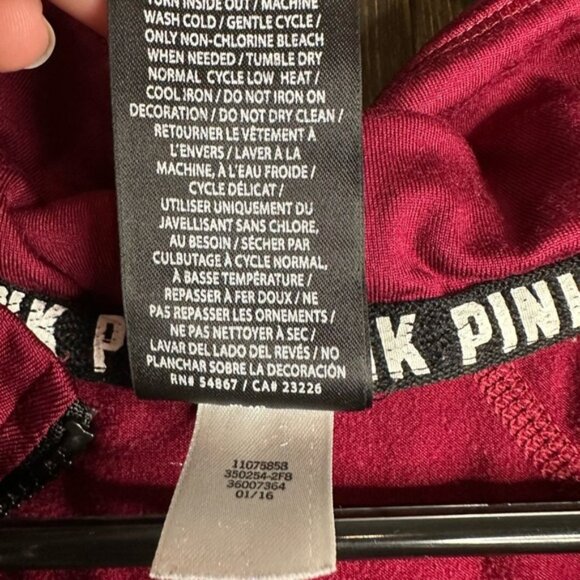 TURN INSIDE OUT / MACHINE
WASH COLD / GENTLE CYCLE /
ONLY NON-CHLORINE BLEACH
WHEN NEEDED / TUMBLE DRY
NORMAL CYCLE LOW HEAT /
COOL IRON / DO NOT IRON ON
DECORATION / DO NOT DRY CLEAN /
RETOURNER LE VÊTEMENT À
L'ENVERS / LAVER À LA
MACHINE, À L'EAU FROIDE /
CYCLE DÉLICAT /
UTILISER UNIQUEMENT DU
JAVELLISANT SANS CHLORE,
AU BESOIN / SÉCHER PAR
CULBUTAGE À CYCLE NORMAL,
À BASSE TEMPÉRATURE /
REPASSER À FER DOUX / NE
PAS REPASSER LES ORNEMENTS /
NE PAS NETTOYER À SEC /
LAVAR DEL LADO DEL REVÉS / NO
PLANCHAR SOBRE LA DECORACIÓN
RN# 54867 / CA# 23226
NK P NK PINK
11075858
350254-2F8
36007364
01/16